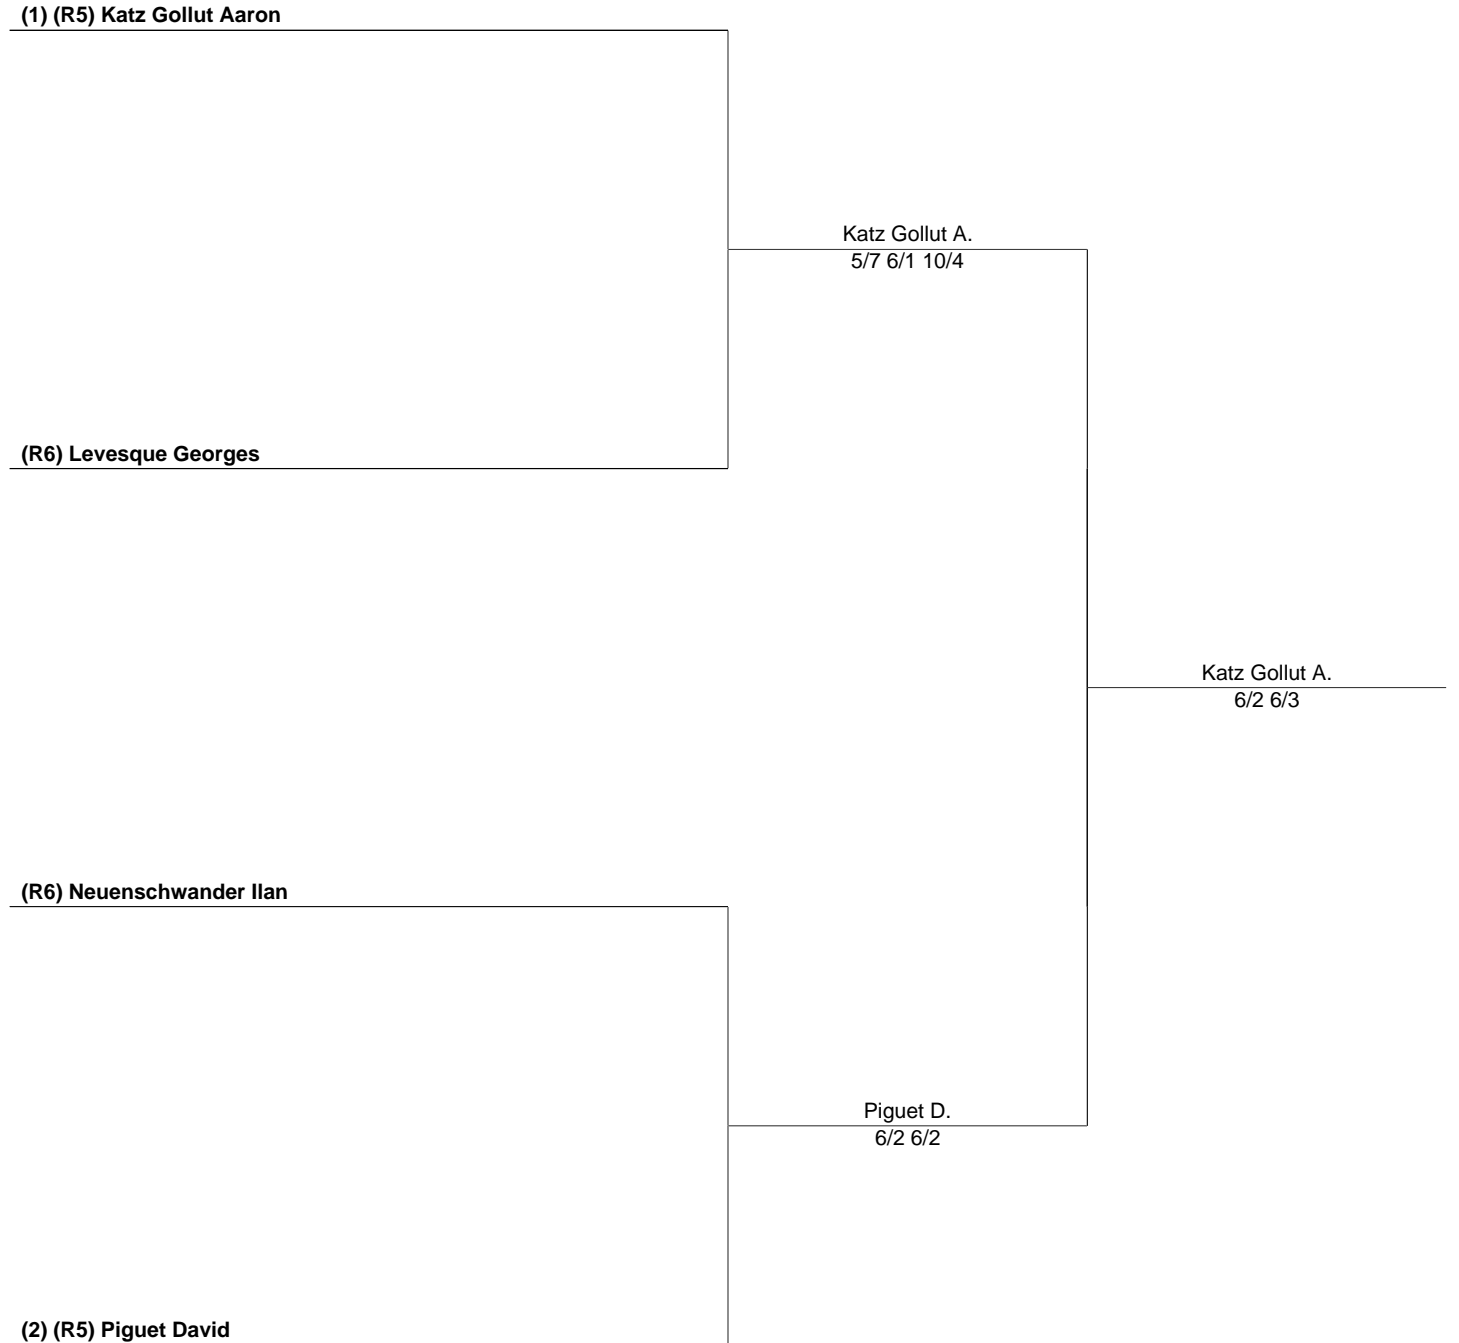 (1) (R5) Katz Gollut Aaron
Katz Gollut A.
5/7 6/1 10/4
(R6) Levesque Georges
Katz Gollut A.
6/2 6/3
(R6) Neuenschwander Ilan
Piguet D.
6/2 6/2
(2) (R5) Piguet David